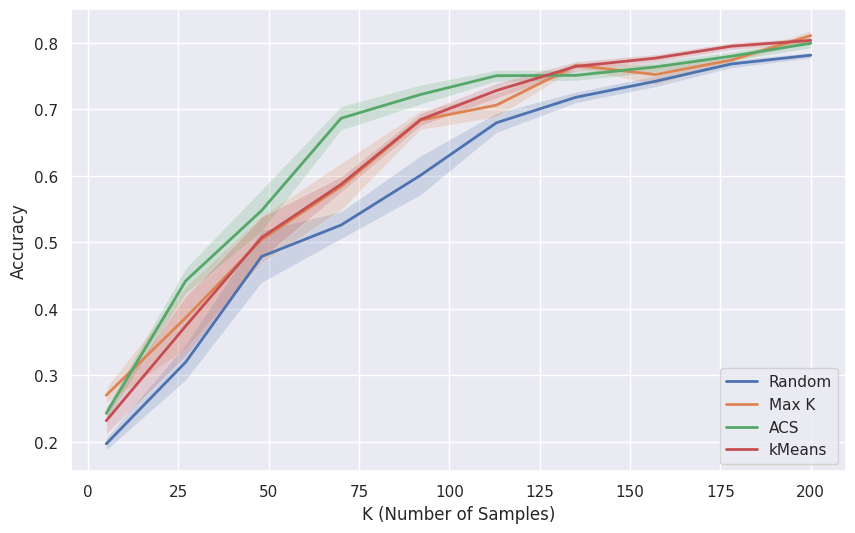 0.8
0.7
0.6
0.5
0.4
0.3
0.2
Accuracy
0 25 50 75 100 125 150 175 200
K (Number of Samples)
Random
Max K
ACS
kMeans